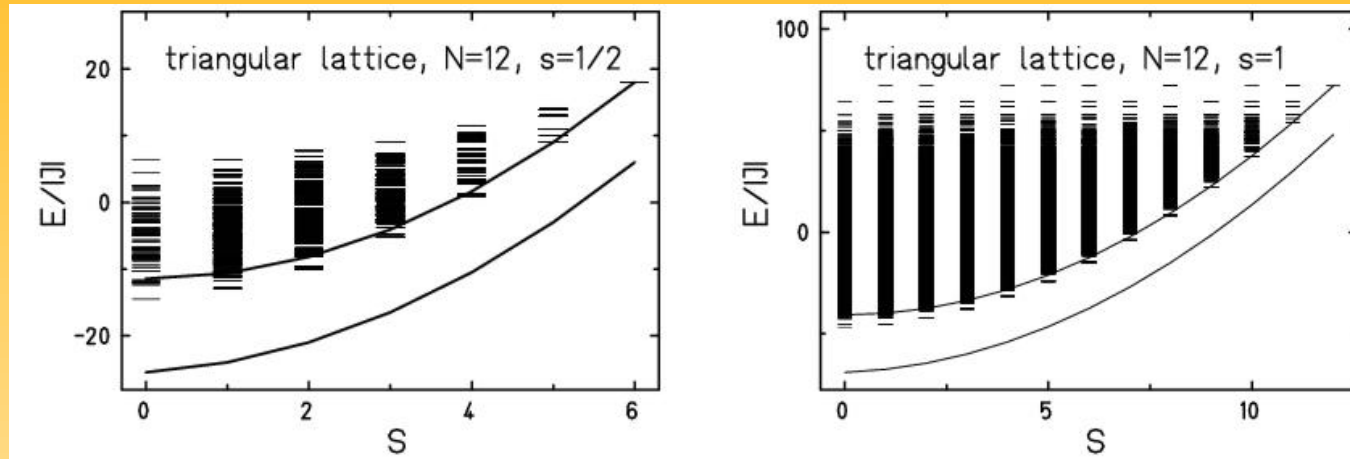 triangular lattice, N=12, s=1/2
20
0
-20
E/|J|
0
2
4
6
S
triangular lattice, N=12, s=1
100
0
E/|J|
0
5
10
S